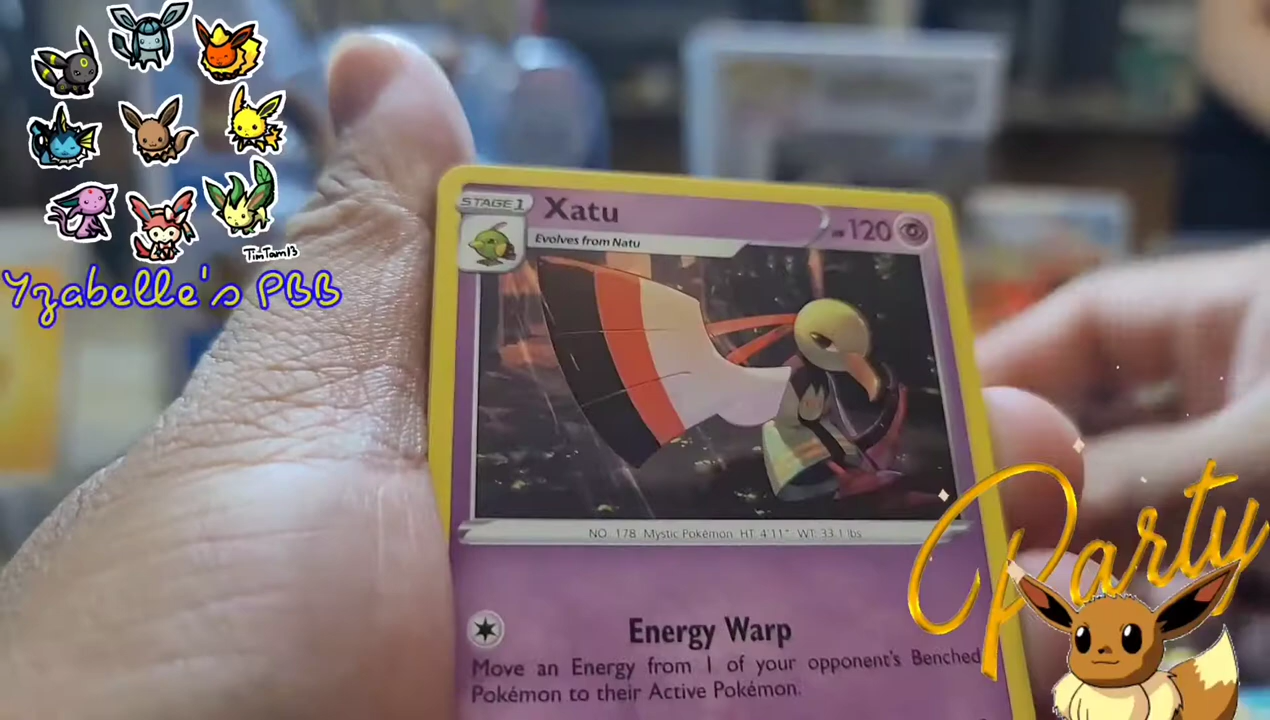 TimTam13
Yzabelle's PBB
STAGE 1
Xatu
120
Evolves from Natu
NO. 178 Mystic Pokémon HT 4'11" WT: 33.1 lbs
Energy Warp
Move an Energy from 1 of your opponent's Benched
Pokémon to their Active Pokémon.
Party